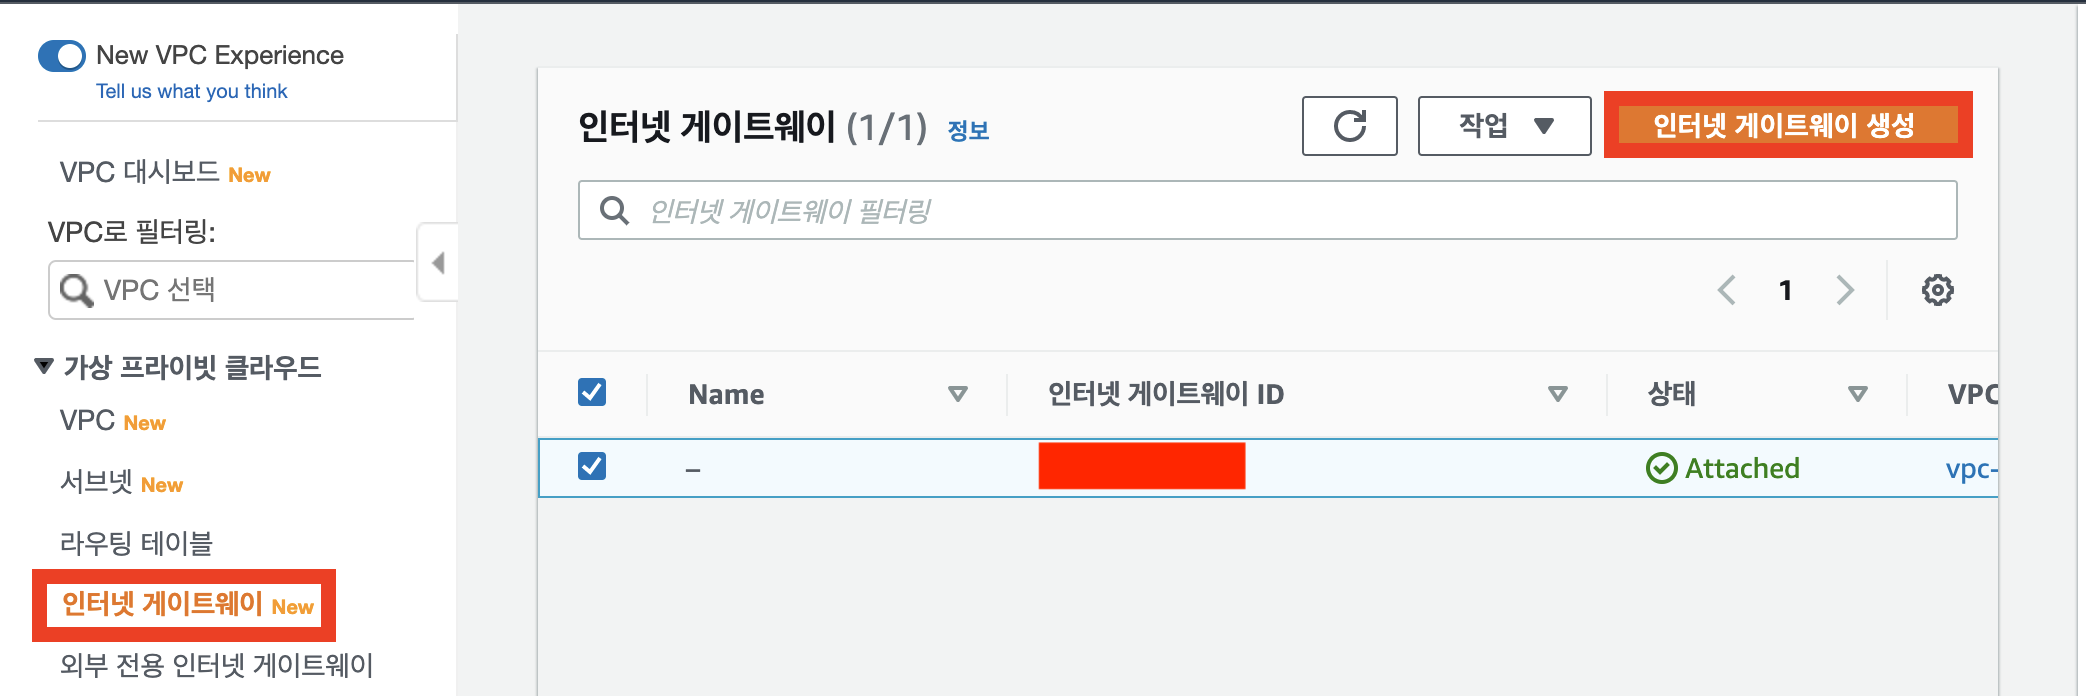 New VPC Experience
Tell us what you think
VPC 대시보드 New
VPC로 필터링:
VPC 선택
가상 프라이빗 클라우드
VPC New
서브넷 New
라우팅 테이블
인터넷 게이트웨이 New
외부 전용 인터넷 게이트웨이
인터넷 게이트웨이 (1/1) 정보
작업
인터넷 게이트웨이 생성
인터넷 게이트웨이 필터링
1
Name 인터넷 게이트웨이 ID 상태 VPC
– Attached vpc-